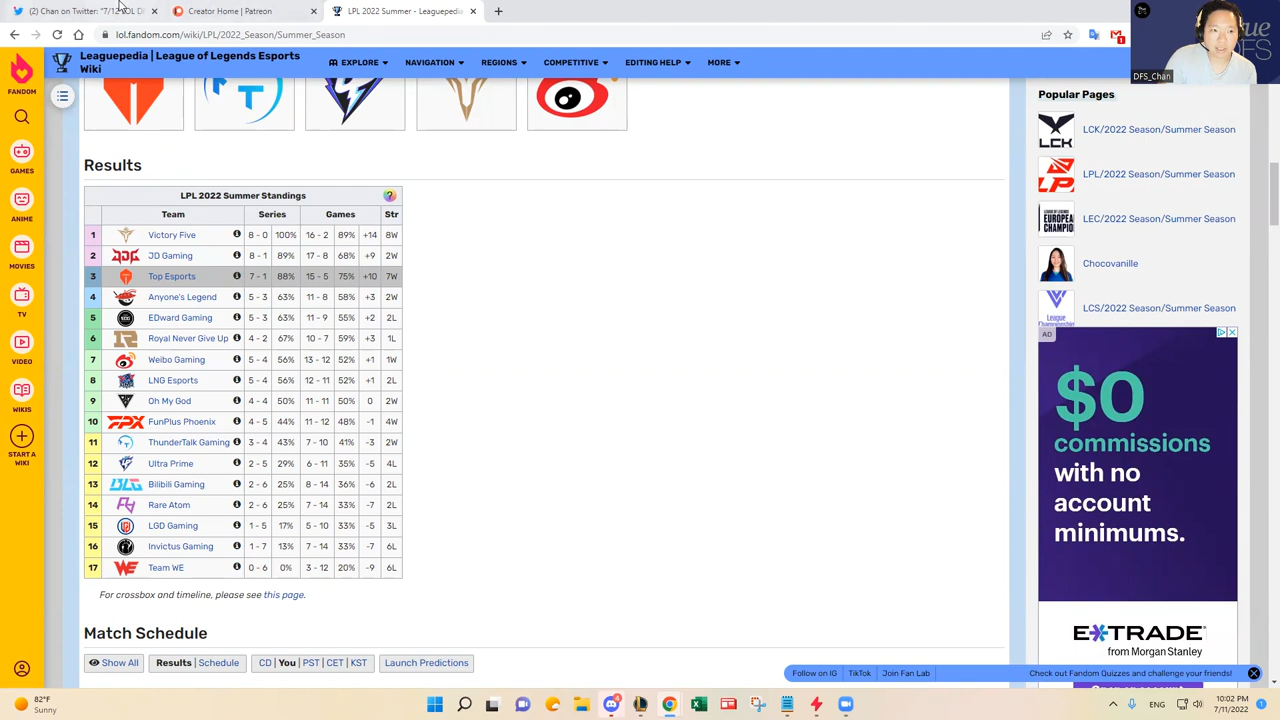 (2) Chan on Twitter: "7/12 LOL D
Creator Home | Patreon
LPL 2022 Summer - Leaguepedia
lol.fandom.com/wiki/LPL/2022_Season/Summer_Season
DFS_Chan
FANDOM
GAMES
ANIME
MOVIES
TV
VIDEO
WIKIS
START A
WIKI
Leaguepedia | League of Legends Esports
Wiki
EXPLORE
NAVIGATION
REGIONS
COMPETITIVE
EDITING HELP
MORE
Results
LPL 2022 Summer Standings
Team Series Games Str
1 Victory Five 8 - 0 100% 16 - 2 89% +14 8W
2 JD Gaming 8 - 1 89% 17 - 8 68% +9 2W
3 Top Esports 7 - 1 88% 15 - 5 75% +10 7W
4 Anyone's Legend 5 - 3 63% 11 - 8 58% +3 2W
5 EDward Gaming 5 - 3 63% 11 - 9 55% +2 2L
6 Royal Never Give Up 4 - 2 67% 10 - 7 59% +3 1L
7 Weibo Gaming 5 - 4 56% 13 - 12 52% +1 1W
8 LNG Esports 5 - 4 56% 12 - 11 52% +1 2L
9 Oh My God 4 - 4 50% 11 - 11 50% 0 2W
10 FunPlus Phoenix 4 - 5 44% 11 - 12 48% -1 4W
11 ThunderTalk Gaming 3 - 4 43% 7 - 10 41% -3 2W
12 Ultra Prime 2 - 5 29% 6 - 11 35% -5 4L
13 Bilibili Gaming 2 - 6 25% 8 - 14 36% -6 2L
14 Rare Atom 2 - 6 25% 7 - 14 33% -7 2L
15 LGD Gaming 1 - 5 17% 5 - 10 33% -5 3L
16 Invictus Gaming 1 - 7 13% 7 - 14 33% -7 6L
17 Team WE 0 - 6 0% 3 - 12 20% -9 6L
For crossbox and timeline, please see this page.
Match Schedule
Show All
Results | Schedule
CD | You | PST | CET | KST
Launch Predictions
Popular Pages
LCK/2022 Season/Summer Season
LPL/2022 Season/Summer Season
LEC/2022 Season/Summer Season
Chocovanille
LCS/2022 Season/Summer Season
AD
$0
commissions
with no
account
minimums.
E*TRADE
from Morgan Stanley
Follow on IG
TikTok
Join Fan Lab
Check out Fandom Quizzes and challenge your friends!
82°F
Sunny
ENG
10:02 PM
7/11/2022